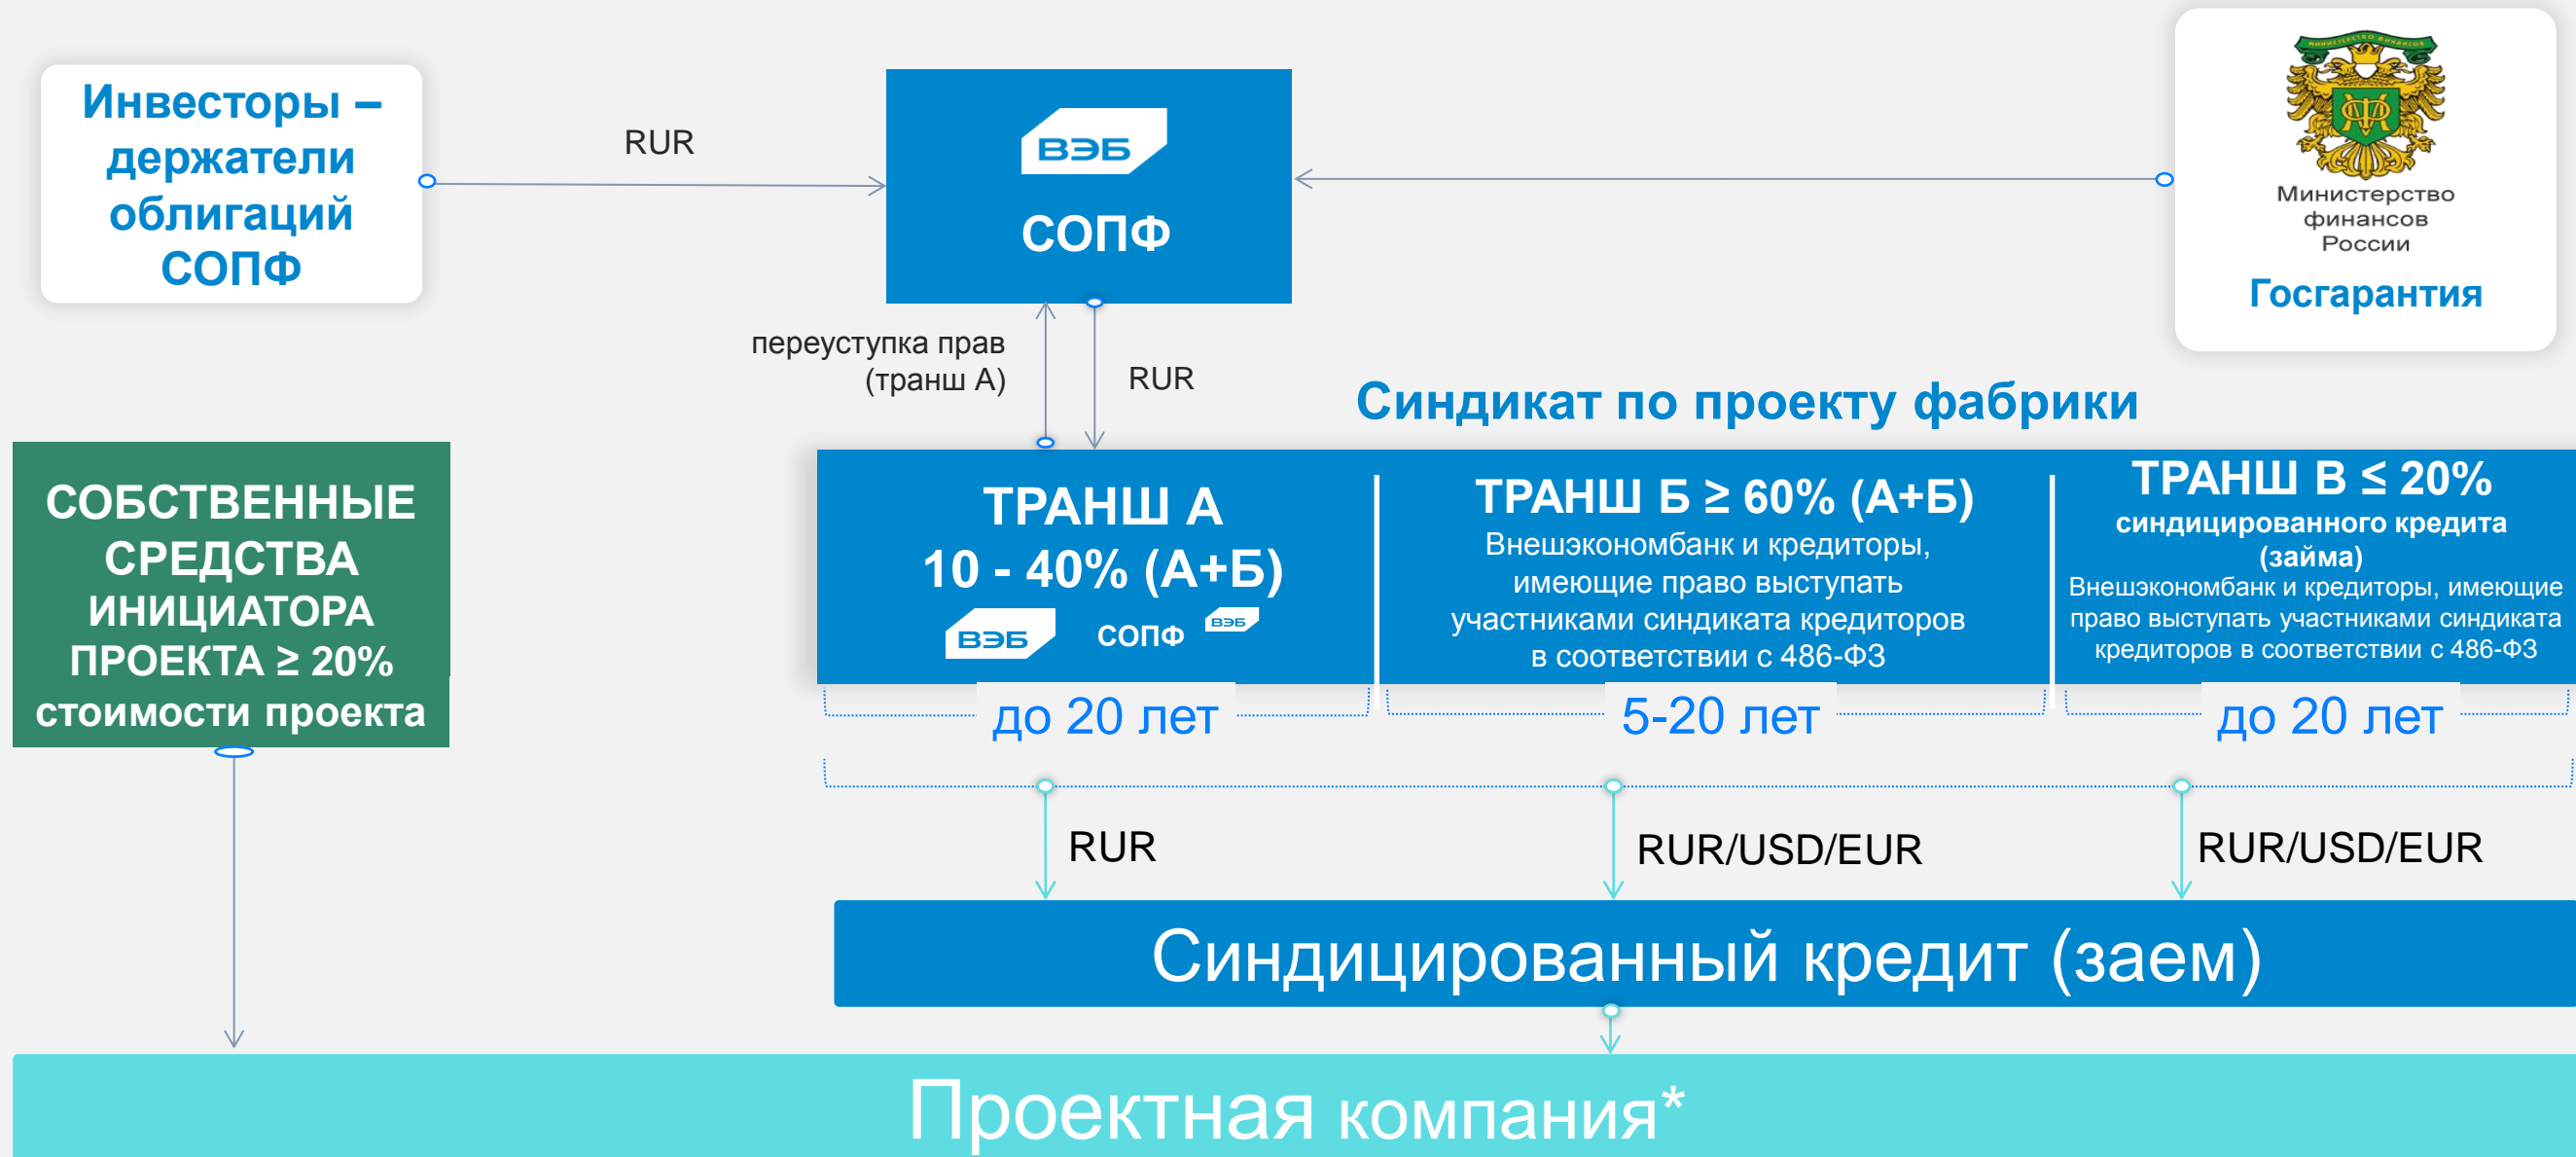 Инвесторы –
держатели
облигаций
СОПФ
RUR
ВЭБ
СОПФ
МИНИСТЕРСТВО ФИНАНСОВ
Министерство
финансов
России
Госгарантия
переуступка прав
(транш А)
RUR
Синдикат по проекту фабрики
СОБСТВЕННЫЕ
СРЕДСТВА
ИНИЦИАТОРА
ПРОЕКТА ≥ 20%
стоимости проекта
ТРАНШ А
10 - 40% (А+Б)
ВЭБ
СОПФ
ВЭБ
до 20 лет
ТРАНШ Б ≥ 60% (А+Б)
Внешэкономбанк и кредиторы,
имеющие право выступать
участниками синдиката кредиторов
в соответствии с 486-ФЗ
5-20 лет
ТРАНШ В ≤ 20%
синдицированного кредита
(займа)
Внешэкономбанк и кредиторы, имеющие
право выступать участниками синдиката
кредиторов в соответствии с 486-ФЗ
до 20 лет
RUR
RUR/USD/EUR
RUR/USD/EUR
Синдицированный кредит (заем)
Проектная компания*